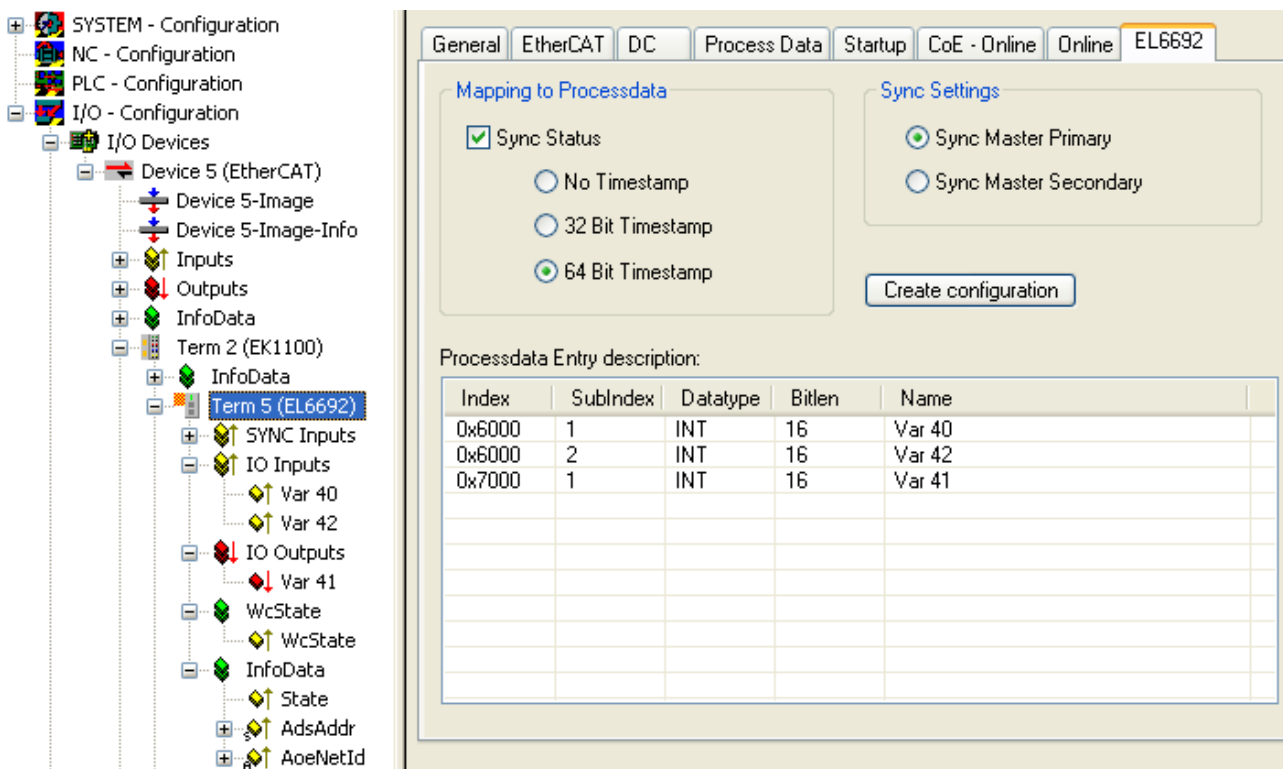 SYSTEM - Configuration
NC - Configuration
PLC - Configuration
I/O - Configuration
I/O Devices
Device 5 (EtherCAT)
Device 5-Image
Device 5-Image-Info
Inputs
Outputs
InfoData
Term 2 (EK1100)
InfoData
Term 5 (EL6692)
SYNC Inputs
IO Inputs
Var 40
Var 42
IO Outputs
Var 41
WcState
WcState
InfoData
State
AdsAddr
AoeNetId
General EtherCAT DC Process Data Startup CoE - Online Online EL6692
Mapping to Processdata
Sync Status
No Timestamp
32 Bit Timestamp
64 Bit Timestamp
Sync Settings
Sync Master Primary
Sync Master Secondary
Create configuration
Processdata Entry description:
Index SubIndex Datatype Bitlen Name
0x6000 1 INT 16 Var 40
0x6000 2 INT 16 Var 42
0x7000 1 INT 16 Var 41